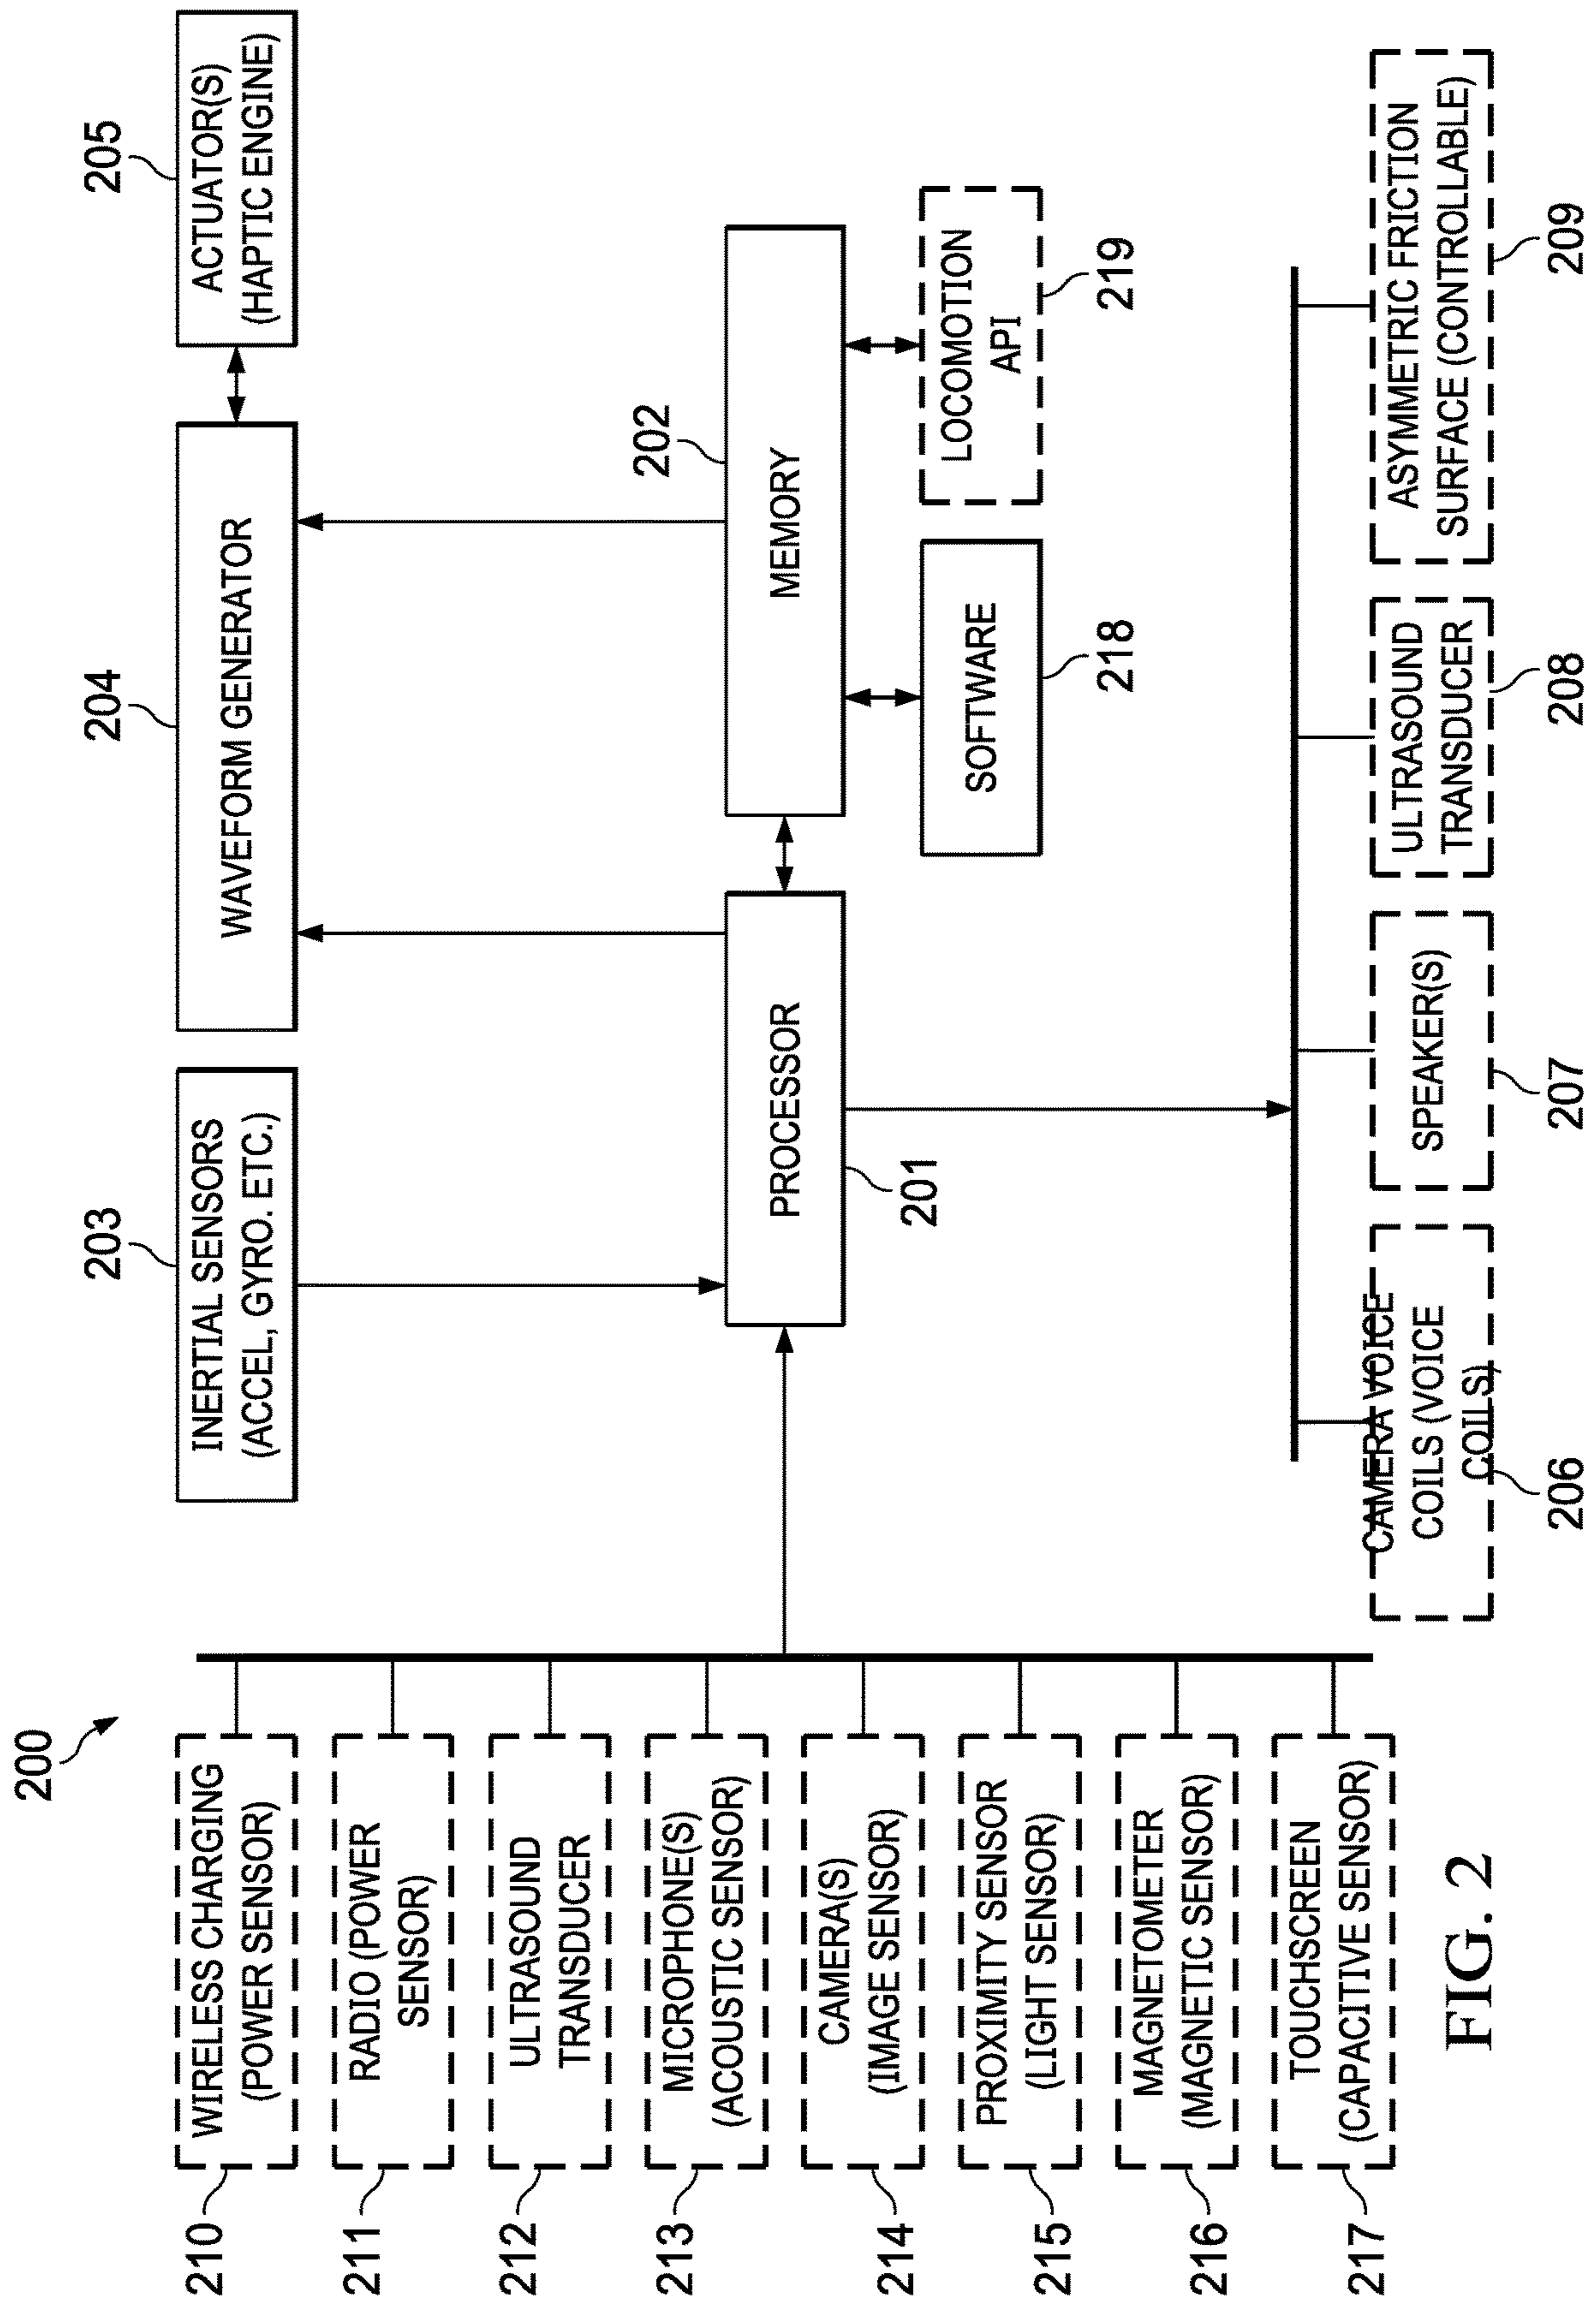 200
210
WIRELESS CHARGING
(POWER SENSOR)
211
RADIO (POWER
SENSOR)
212
ULTRASOUND
TRANSDUCER
213
MICROPHONE(S)
(ACOUSTIC SENSOR)
214
CAMERA(S)
(IMAGE SENSOR)
215
PROXIMITY SENSOR
(LIGHT SENSOR)
216
MAGNETOMETER
(MAGNETIC SENSOR)
217
TOUCHSCREEN
(CAPACITIVE SENSOR)
203
INERTIAL SENSORS
(ACCEL, GYRO. ETC.)
204
WAVEFORM GENERATOR
205
ACTUATOR(S)
(HAPTIC ENGINE)
PROCESSOR
201
202
MEMORY
SOFTWARE
218
LOCOMOTION
API
219
CAMERA VOICE
COILS (VOICE
COILS)
206
SPEAKER(S)
207
ULTRASOUND
TRANSDUCER
208
ASYMMETRIC FRICTION
SURFACE (CONTROLLABLE)
209
FIG. 2